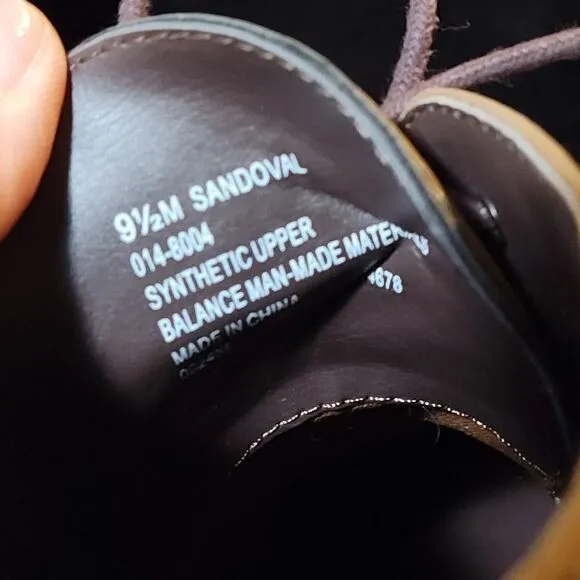 9½M SANDOVAL
014-8004
SYNTHETIC UPPER
BALANCE MAN-MADE MATERIALS
MADE IN CHINA